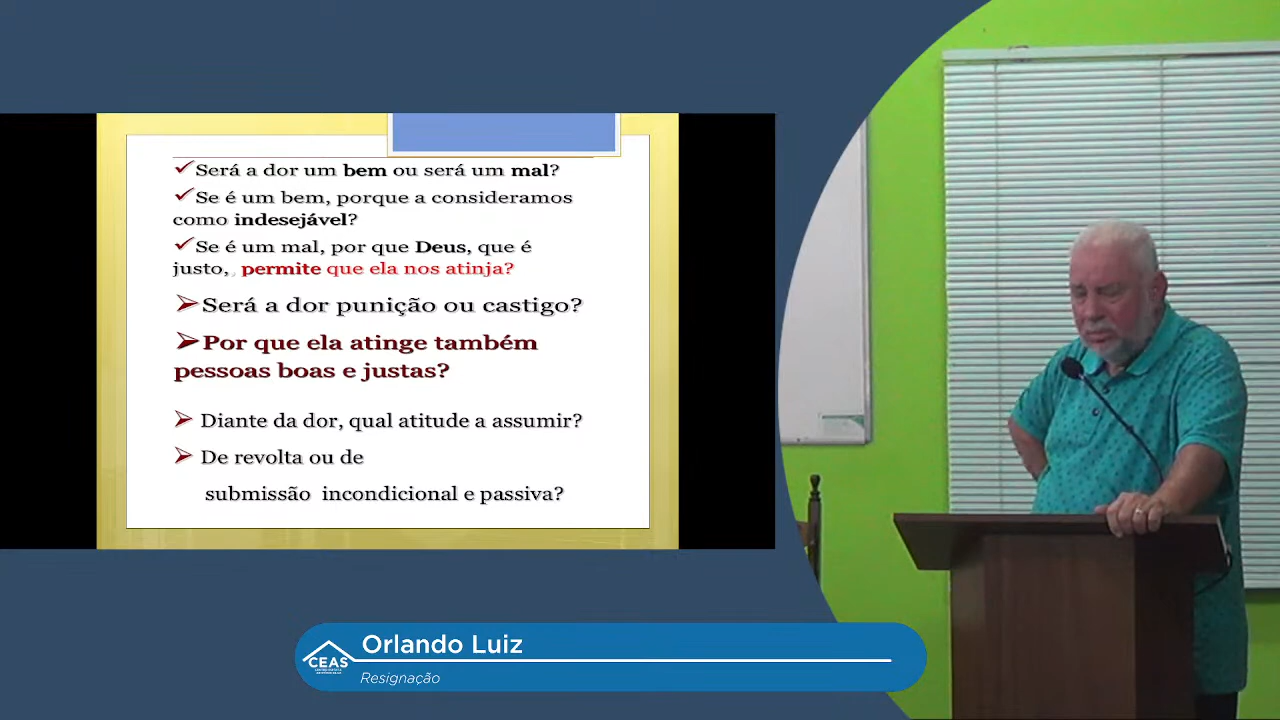 ✓Será a dor um bem ou será um mal?
✓Se é um bem, porque a consideramos
como indesejável?
✓Se é um mal, por que Deus, que é
justo, permite que ela nos atinja?
➢Será a dor punição ou castigo?
➢Por que ela atinge também
pessoas boas e justas?
➢ Diante da dor, qual atitude a assumir?
➢ De revolta ou de
submissão incondicional e passiva?
Orlando Luiz
CEAS
Resignação